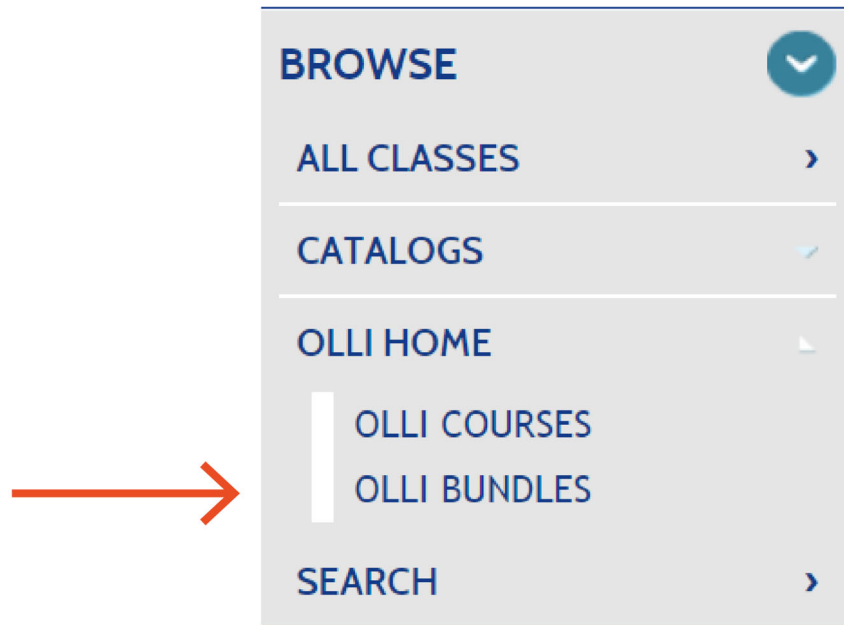 BROWSE
ALL CLASSES
CATALOGS
OLLI HOME
OLLI COURSES
OLLI BUNDLES
SEARCH